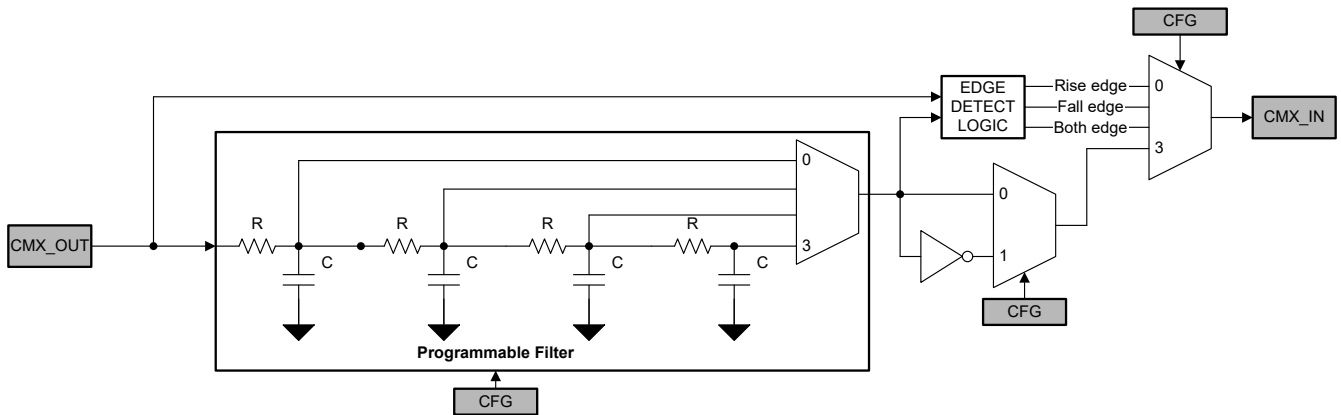 CFG
EDGE
DETECT
LOGIC
Rise edge
Fall edge
Both edge
0
3
CMX_IN
0
3
R
R
R
R
C
C
C
C
CMX_OUT
0
1
CFG
Programmable Filter
CFG